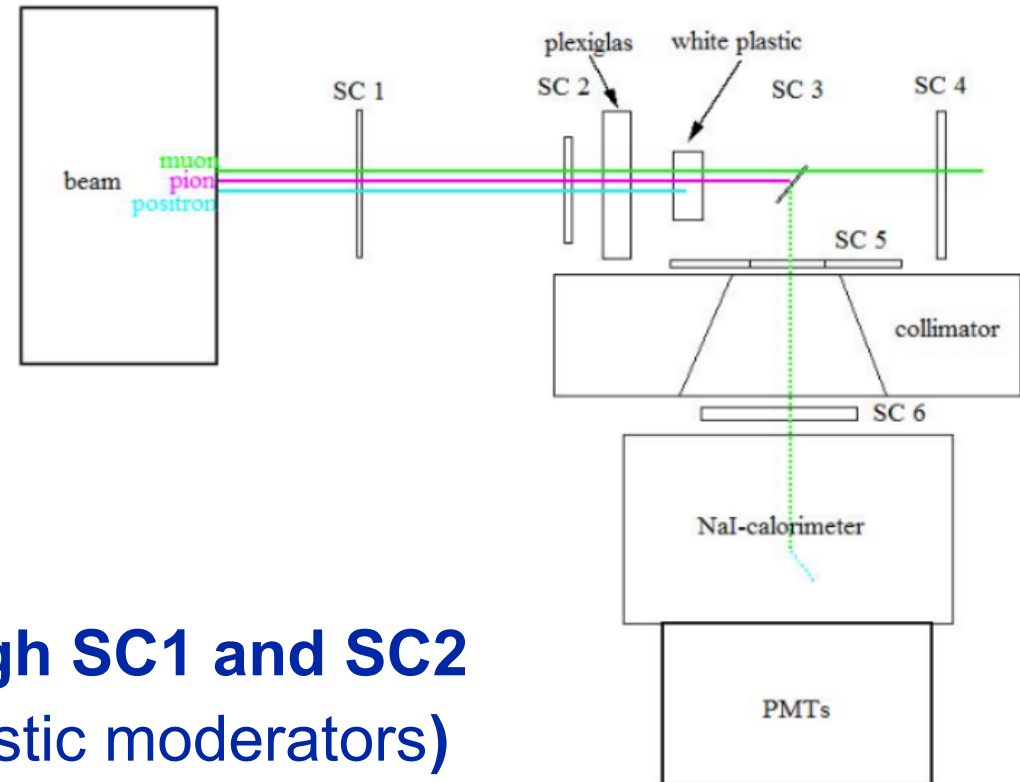 plexiglas
white plastic
SC 1
SC 2
SC 3
SC 4
beam
muon
pion
positron
SC 5
collimator
SC 6
NaI-calorimeter
PMTs
gh SC1 and SC2
stic moderators)